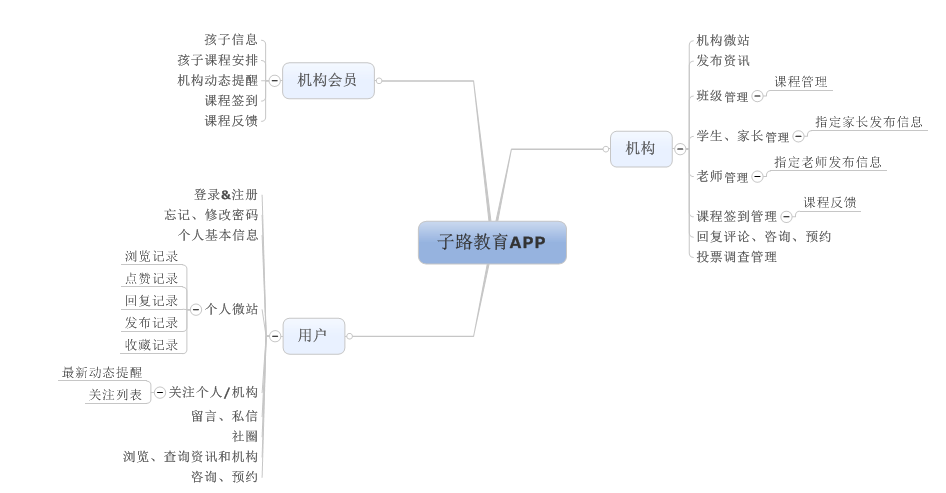 子路教育APP
机构会员
孩子信息
孩子课程安排
机构动态提醒
课程签到
课程反馈
用户
登录&注册
忘记、修改密码
个人基本信息
个人微站
浏览记录
点赞记录
回复记录
发布记录
收藏记录
关注个人/机构
最新动态提醒
关注列表
留言、私信
社圈
浏览、查询资讯和机构
咨询、预约
机构
机构微站
发布资讯
班级管理
课程管理
学生、家长管理
指定家长发布信息
老师管理
指定老师发布信息
课程签到管理
课程反馈
回复评论、咨询、预约
投票调查管理